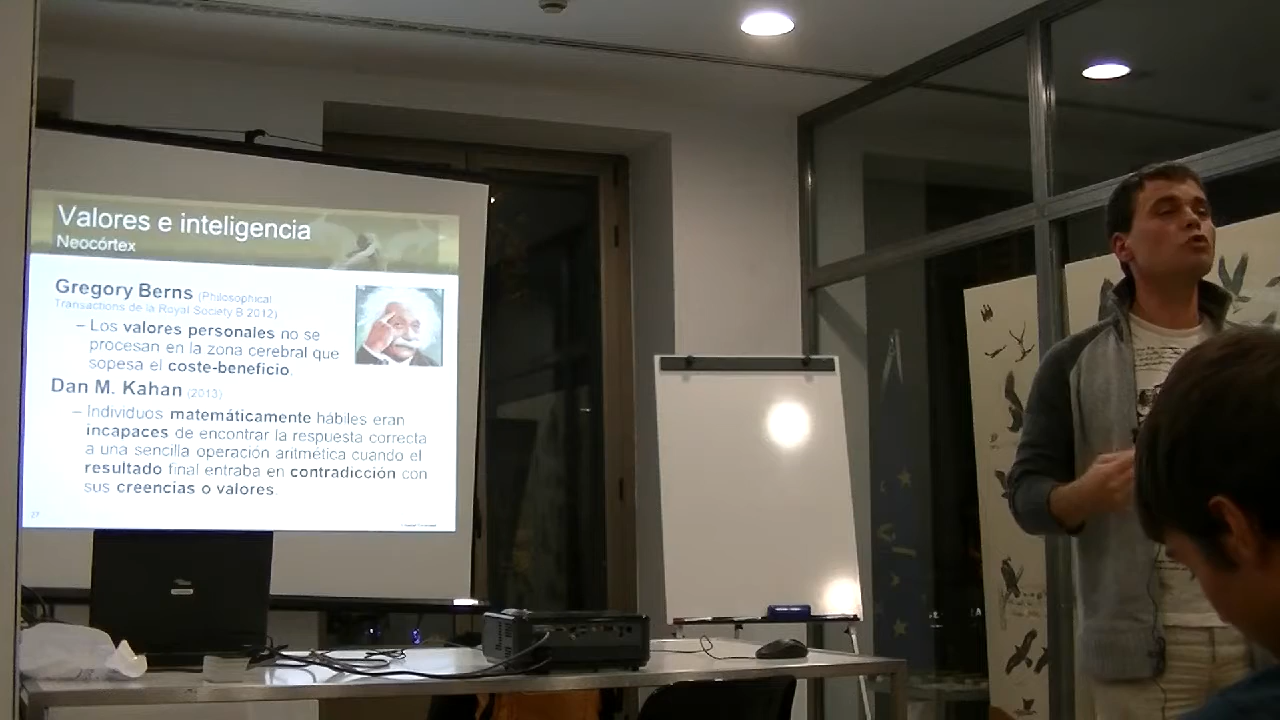 Valores e inteligencia
Neocórtex
Gregory Berns (Philosophical
Transactions de la Royal Society B 2012)
– Los valores personales no se
procesan en la zona cerebral que
sopesa el coste-beneficio.
Dan M. Kahan (2013)
– Individuos matemáticamente hábiles eran
incapaces de encontrar la respuesta correcta
a una sencilla operación aritmética cuando el
resultado final entraba en contradicción con
sus creencias o valores.
27